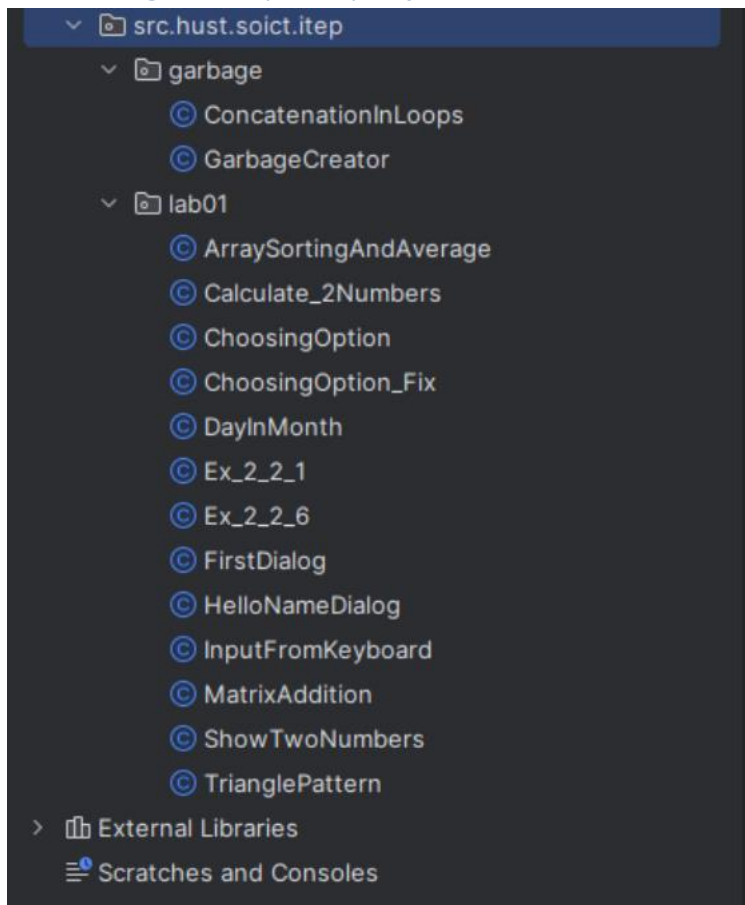 src.hust.soict.itep
garbage
ConcatenationInLoops
GarbageCreator
lab01
ArraySortingAndAverage
Calculate_2Numbers
ChoosingOption
ChoosingOption_Fix
DayInMonth
Ex_2_2_1
Ex_2_2_6
FirstDialog
HelloNameDialog
InputFromKeyboard
MatrixAddition
ShowTwoNumbers
TrianglePattern
External Libraries
Scratches and Consoles